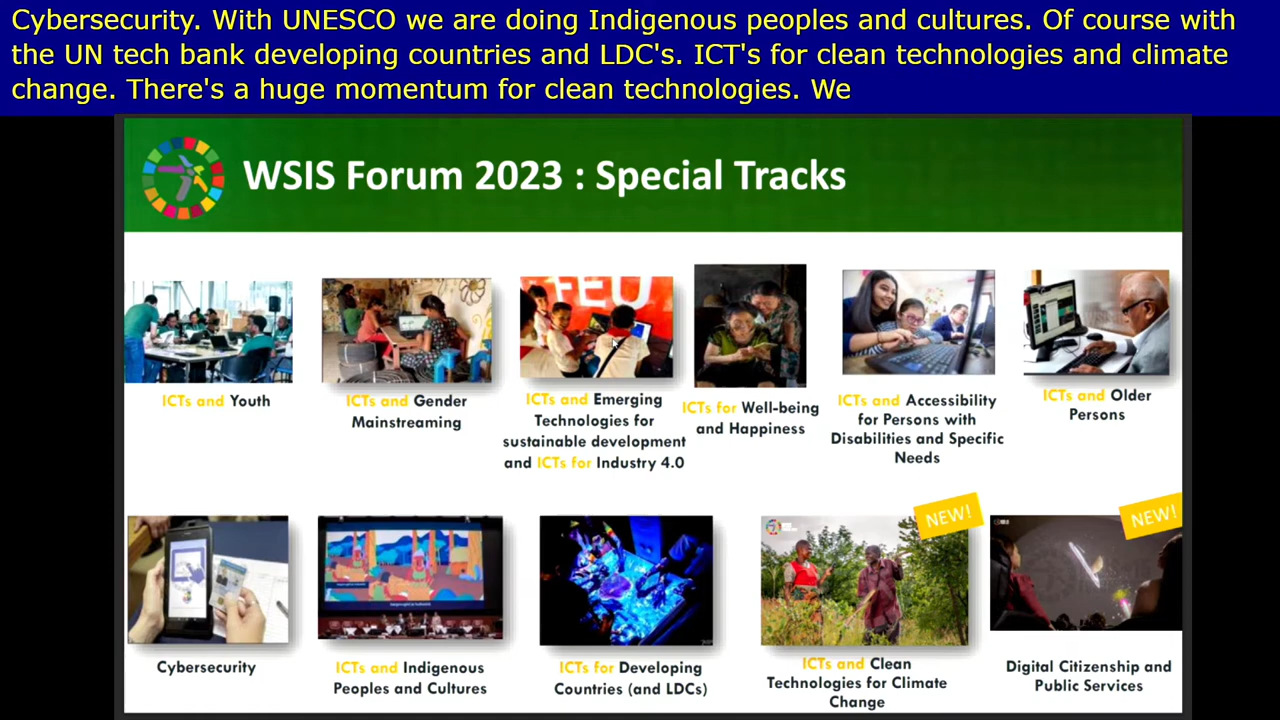 Cybersecurity. With UNESCO we are doing Indigenous peoples and cultures. Of course with
the UN tech bank developing countries and LDC's. ICT's for clean technologies and climate
change. There's a huge momentum for clean technologies. We
WSIS Forum 2023 : Special Tracks
FEU
ICTs and Youth
ICTs and Gender
Mainstreaming
ICTs and Emerging
Technologies for
sustainable development
and ICTs for Industry 4.0
ICTs for Well-being
and Happiness
ICTs and Accessibility
for Persons with
Disabilities and Specific
Needs
ICTs and Older
Persons
NEW!
NEW!
Cybersecurity
ICTs and Indigenous
Peoples and Cultures
ICTs for Developing
Countries (and LDCs)
ICTs and Clean
Technologies for Climate
Change
Digital Citizenship and
Public Services